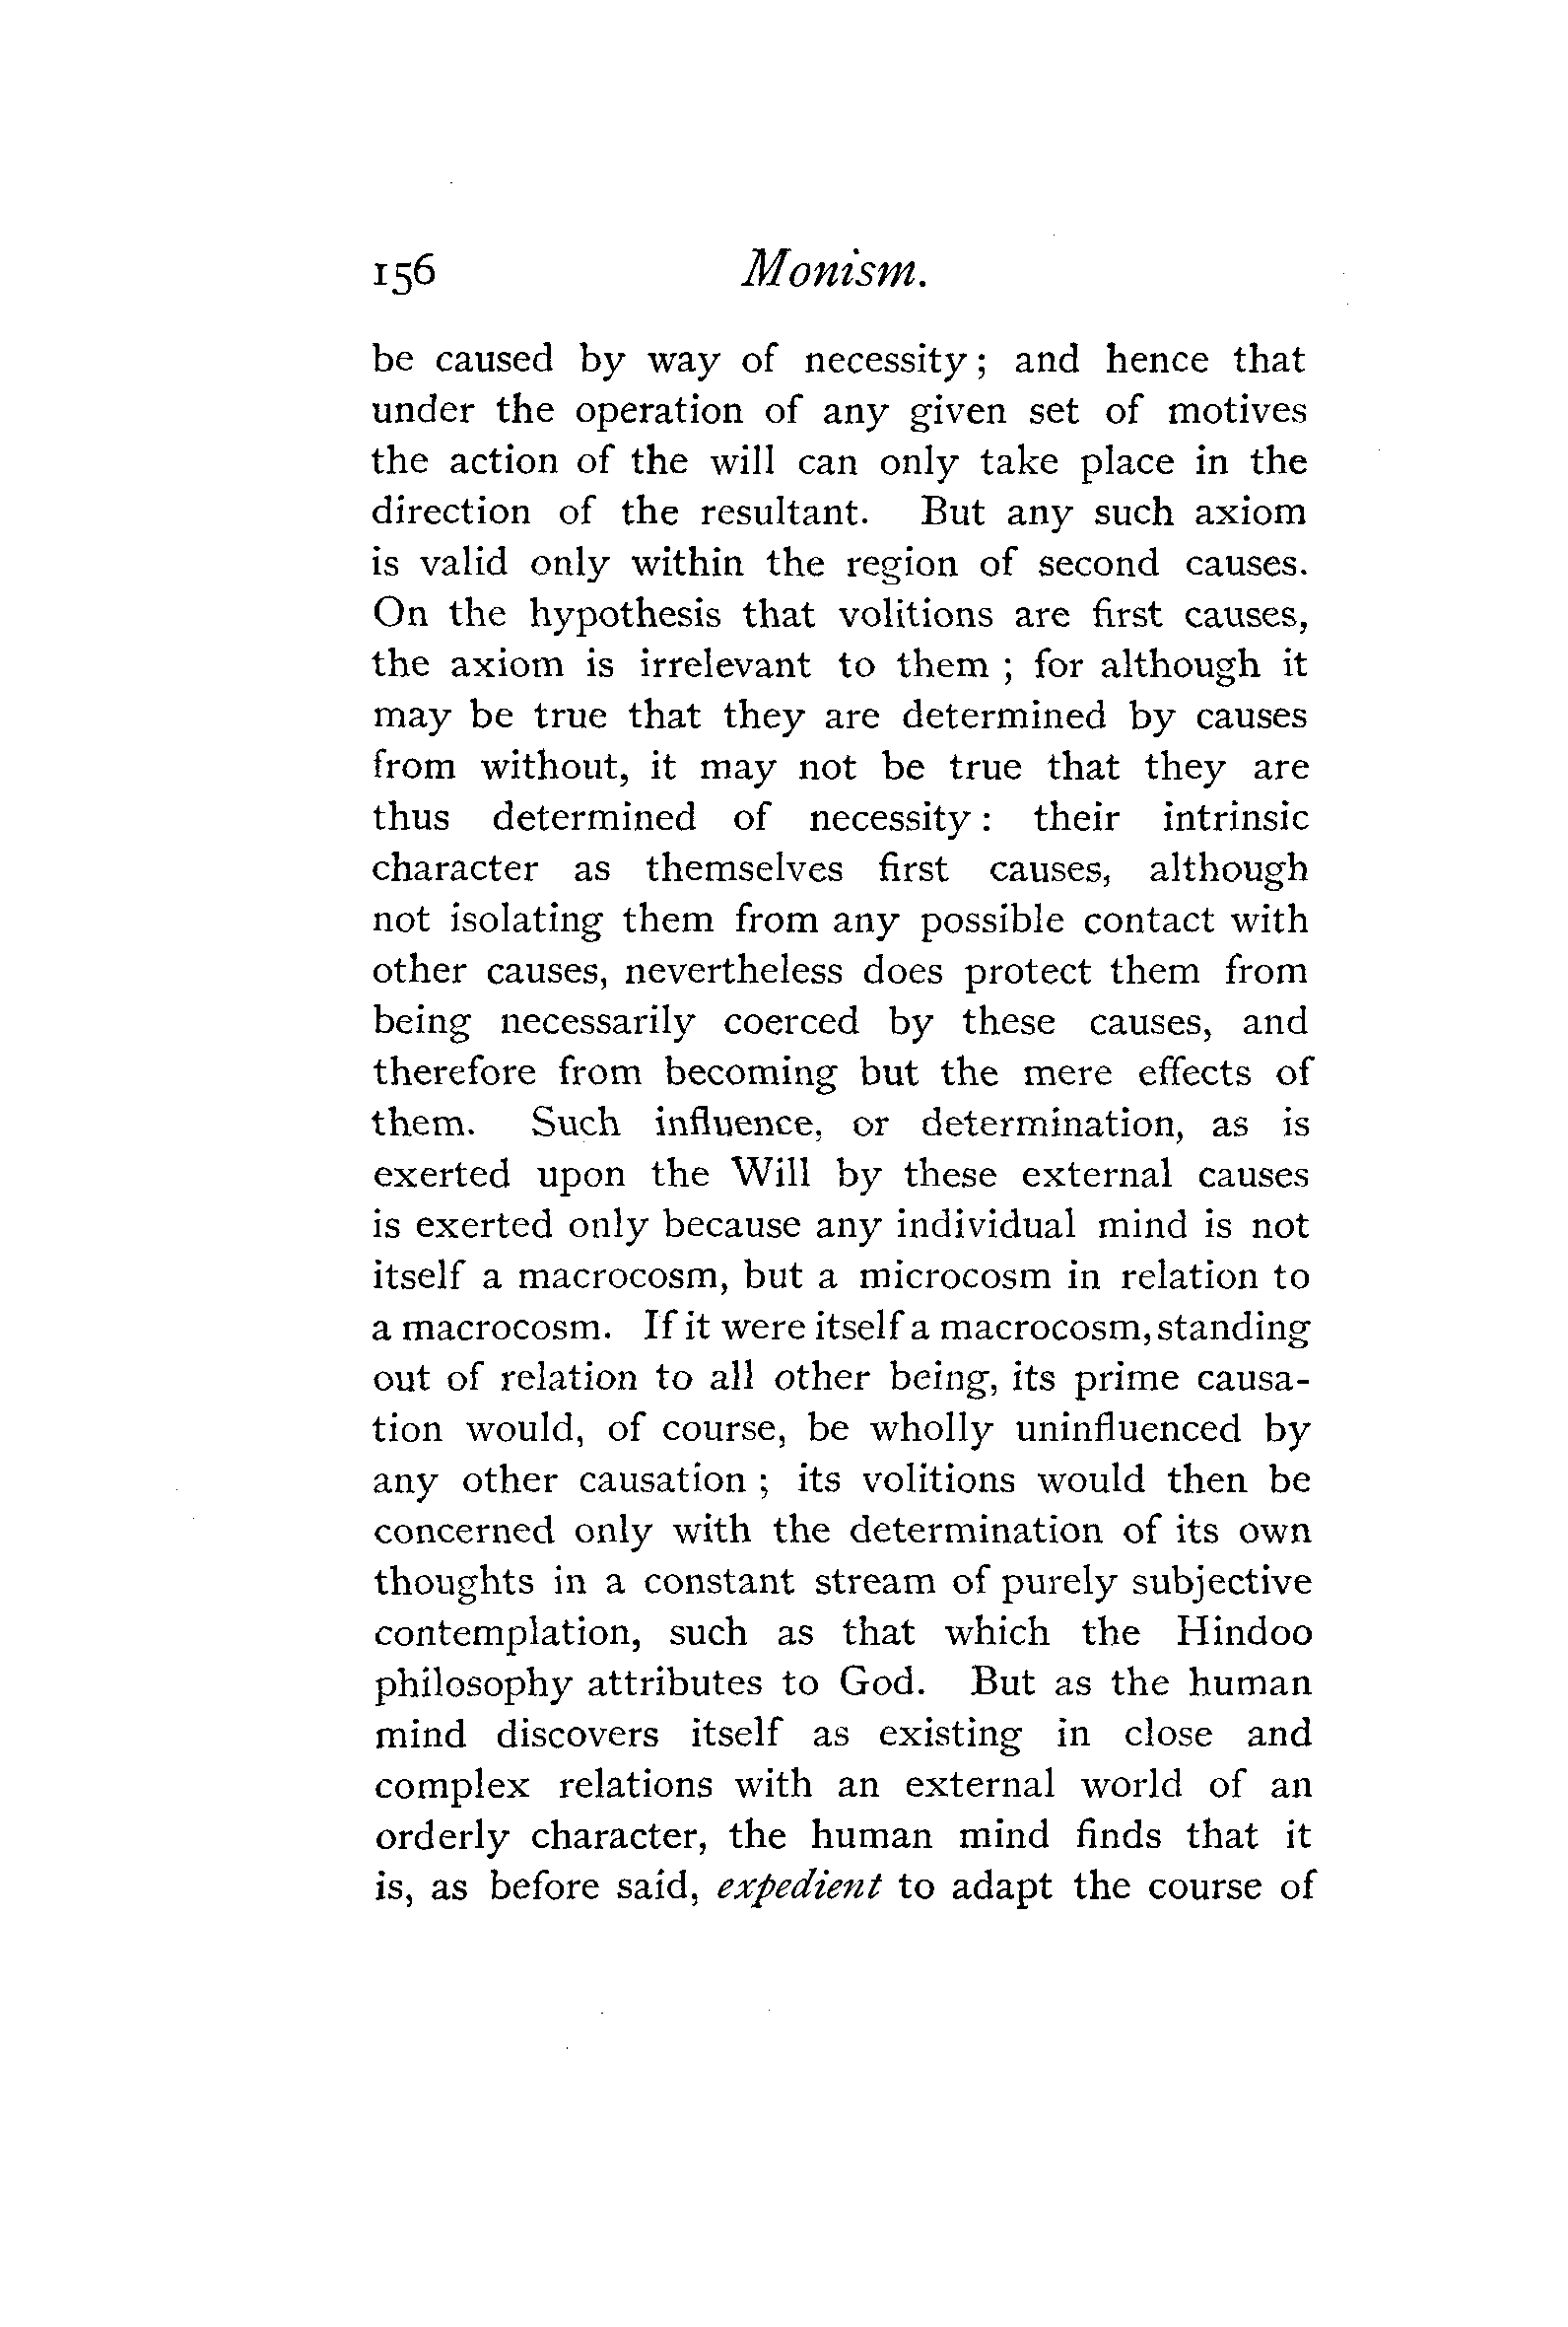 156 Monism.
be caused by way of necessity; and hence that
under the operation of any given set of motives
the action of the will can only take place in the
direction of the resultant. But any such axiom
is valid only within the region of second causes.
On the hypothesis that volitions are first causes,
the axiom is irrelevant to them ; for although it
may be true that they are determined by causes
from without, it may not be true that they are
thus determined of necessity: their intrinsic
character as themselves first causes, although
not isolating them from any possible contact with
other causes, nevertheless does protect them from
being necessarily coerced by these causes, and
therefore from becoming but the mere effects of
them. Such influence, or determination, as is
exerted upon the Will by these external causes
is exerted only because any individual mind is not
itself a macrocosm, but a microcosm in relation to
a macrocosm. If it were itself a macrocosm, standing
out of relation to all other being, its prime causa-
tion would, of course, be wholly uninfluenced by
any other causation ; its volitions would then be
concerned only with the determination of its own
thoughts in a constant stream of purely subjective
contemplation, such as that which the Hindoo
philosophy attributes to God. But as the human
mind discovers itself as existing in close and
complex relations with an external world of an
orderly character, the human mind finds that it
is, as before said, expedient to adapt the course of